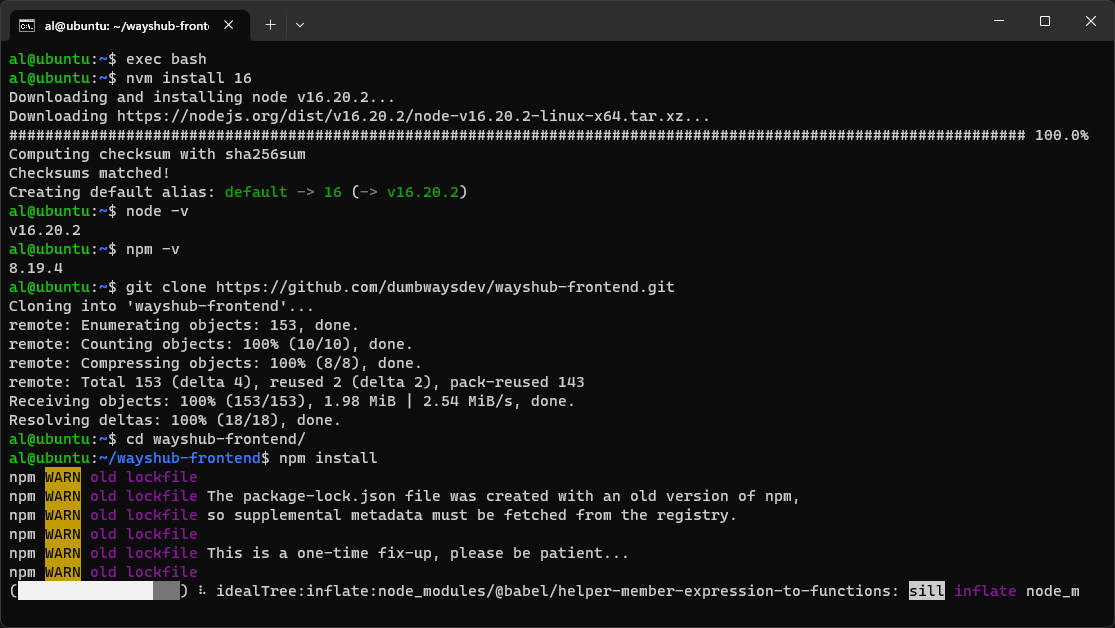 al@ubuntu: ~/wayshub-front
al@ubuntu:~$ exec bash
al@ubuntu:~$ nvm install 16
Downloading and installing node v16.20.2...
Downloading https://nodejs.org/dist/v16.20.2/node-v16.20.2-linux-x64.tar.xz...
################################################################################################################# 100.0%
Computing checksum with sha256sum
Checksums matched!
Creating default alias: default -> 16 (-> v16.20.2)
al@ubuntu:~$ node -v
v16.20.2
al@ubuntu:~$ npm -v
8.19.4
al@ubuntu:~$ git clone https://github.com/dumbwaysdev/wayshub-frontend.git
Cloning into 'wayshub-frontend'...
remote: Enumerating objects: 153, done.
remote: Counting objects: 100% (10/10), done.
remote: Compressing objects: 100% (8/8), done.
remote: Total 153 (delta 4), reused 2 (delta 2), pack-reused 143
Receiving objects: 100% (153/153), 1.98 MiB | 2.54 MiB/s, done.
Resolving deltas: 100% (18/18), done.
al@ubuntu:~$ cd wayshub-frontend/
al@ubuntu:~/wayshub-frontend$ npm install
npm WARN old lockfile
npm WARN old lockfile The package-lock.json file was created with an old version of npm,
npm WARN old lockfile so supplemental metadata must be fetched from the registry.
npm WARN old lockfile
npm WARN old lockfile This is a one-time fix-up, please be patient...
npm WARN old lockfile
( ) ⠧ idealTree:inflate:node_modules/@babel/helper-member-expression-to-functions: sill inflate node_m